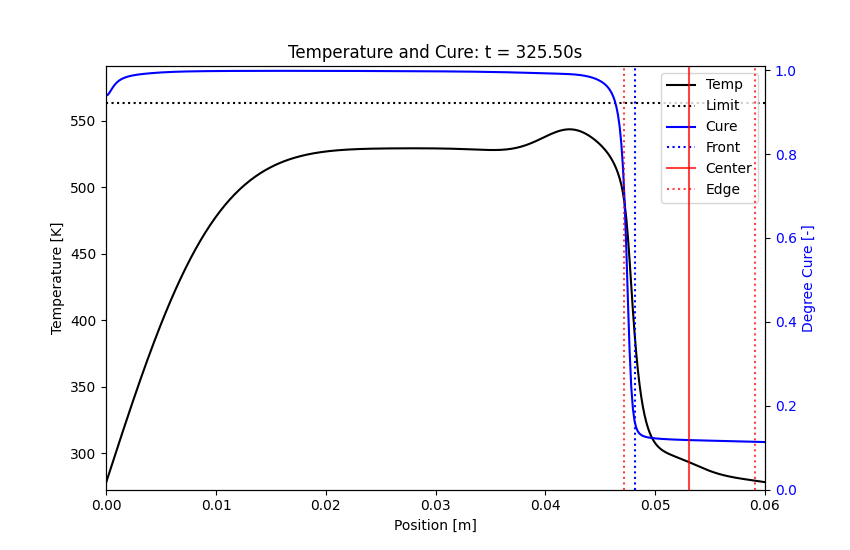 Temperature and Cure: t = 325.50s
Temperature [K]
550
500
450
400
350
300
Temp
Limit
Cure
Front
Center
Edge
1.0
0.8
0.6
0.4
0.2
0.0
Degree Cure [-]
0.00 0.01 0.02 0.03 0.04 0.05 0.06
Position [m]